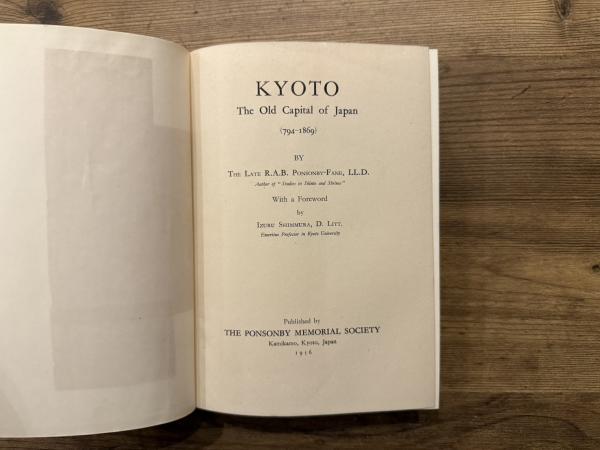 KYOTO
The Old Capital of Japan
(794-1869)
BY
The Late R.A.B. Ponsonby-Fane, LL.D.
Author of "Studies in Shinto and Shrines"
With a Foreword
by
Izuru Shimmura, D. Litt.
Emeritus Professor in Kyoto University
Published by
THE PONSONBY MEMORIAL SOCIETY
Kamikamo, Kyoto, Japan
1956